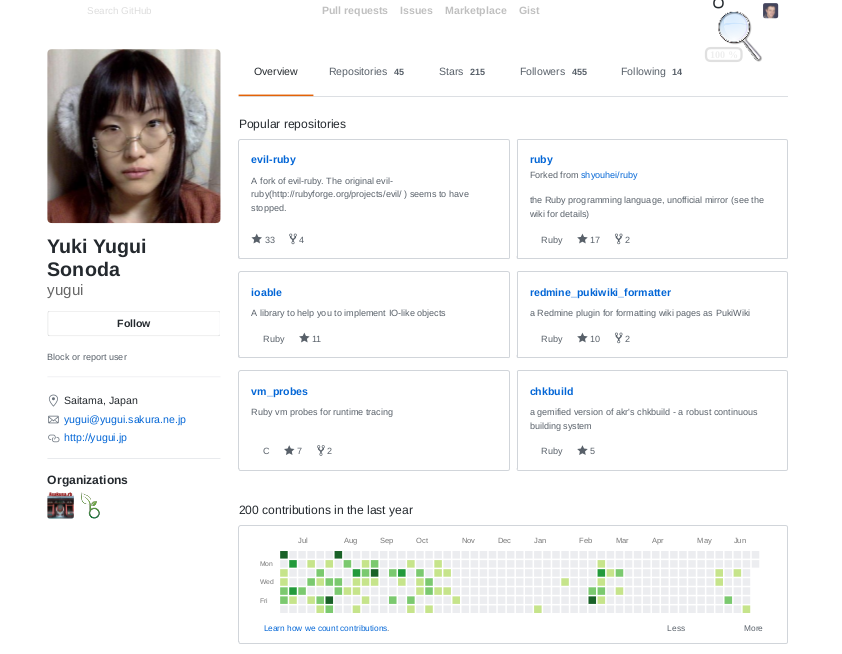 Search GitHub
Pull requests Issues Marketplace Gist
100 %
Overview Repositories 45 Stars 215 Followers 455 Following 14
Yuki Yugui
Sonoda
yugui
Follow
Block or report user
Saitama, Japan
yugui@yugui.sakura.ne.jp
http://yugui.jp
Organizations
Popular repositories
evil-ruby
A fork of evil-ruby. The original evil-
ruby(http://rubyforge.org/projects/evil/ ) seems to have
stopped.
33 4
ruby
Forked from shyouhei/ruby
the Ruby programming language, unofficial mirror (see the
wiki for details)
Ruby 17 2
ioable
A library to help you to implement IO-like objects
Ruby 11
redmine_pukiwiki_formatter
a Redmine plugin for formatting wiki pages as PukiWiki
Ruby 10 2
vm_probes
Ruby vm probes for runtime tracing
C 7 2
chkbuild
a gemified version of akr's chkbuild - a robust continuous
building system
Ruby 5
200 contributions in the last year
Jul Aug Sep Oct Nov Dec Jan Feb Mar Apr May Jun
Mon
Wed
Fri
Learn how we count contributions. Less More